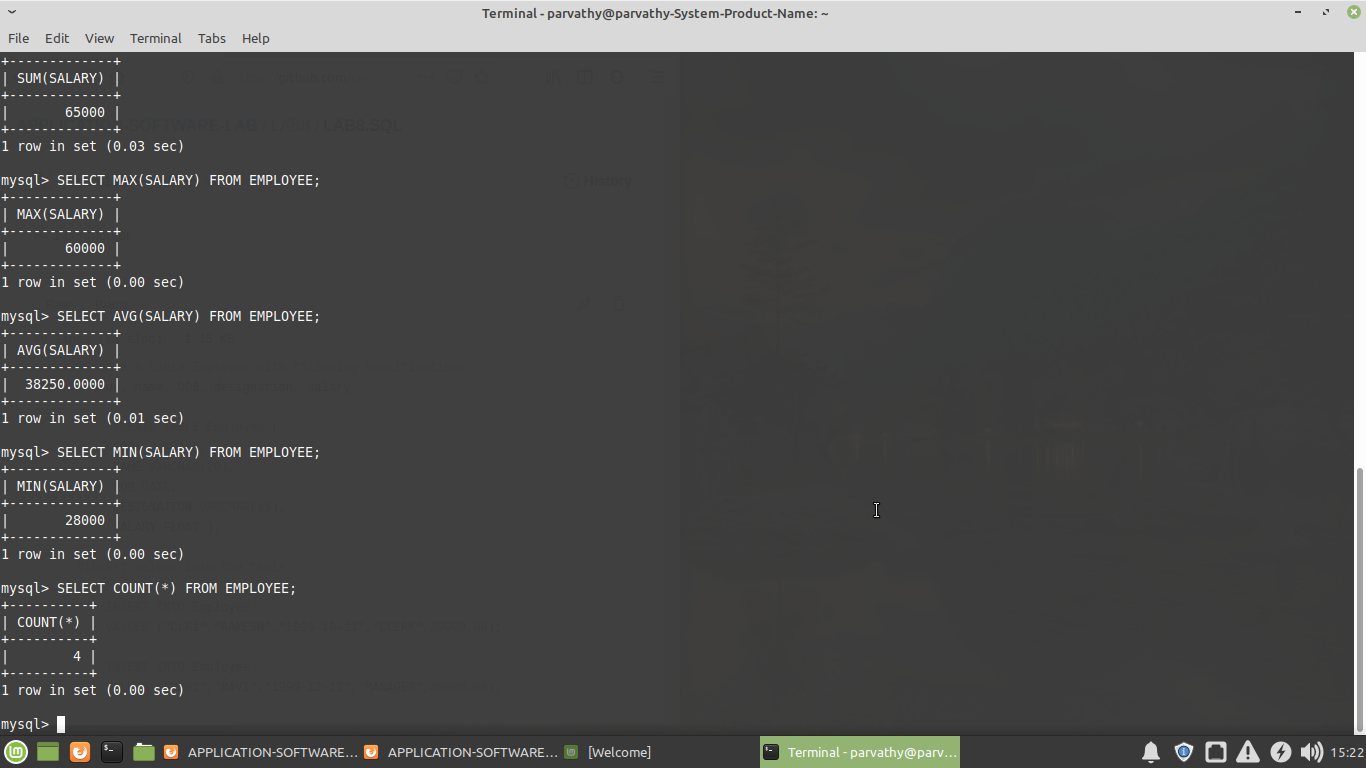 Terminal - parvathy@parvathy-System-Product-Name: ~
File Edit View Terminal Tabs Help
+-------------+
| SUM(SALARY) |
+-------------+
|       65000 |
+-------------+
1 row in set (0.03 sec)
mysql> SELECT MAX(SALARY) FROM EMPLOYEE;
+-------------+
| MAX(SALARY) |
+-------------+
|       60000 |
+-------------+
1 row in set (0.00 sec)
mysql> SELECT AVG(SALARY) FROM EMPLOYEE;
+-------------+
| AVG(SALARY) |
+-------------+
|  38250.0000 |
+-------------+
1 row in set (0.01 sec)
mysql> SELECT MIN(SALARY) FROM EMPLOYEE;
+-------------+
| MIN(SALARY) |
+-------------+
|       28000 |
+-------------+
1 row in set (0.00 sec)
mysql> SELECT COUNT(*) FROM EMPLOYEE;
+----------+
| COUNT(*) |
+----------+
|        4 |
+----------+
1 row in set (0.00 sec)
mysql>
APPLICATION-SOFTWARE... APPLICATION-SOFTWARE... [Welcome] Terminal - parvathy@parv... 15:22